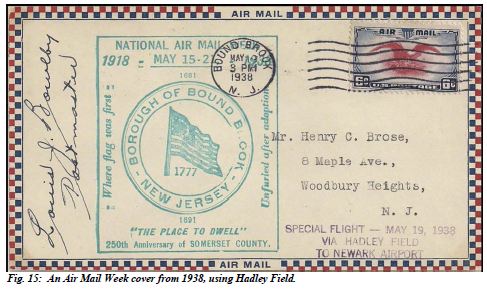 AIR MAIL
NATIONAL AIR MAIL
1918 - MAY 15-2
1681
BOROUGH OF BOUND BROOK
1777
NEW JERSEY
1891
"Where flag was first
Unfurled after adoption"
"THE PLACE TO DWELL"
250th Anniversary of SOMERSET COUNTY.
BOUND BROOK
MAY
3 PM
1938
N. J.
AIR MAIL
6¢ 6¢
Postmaster
Mr. Henry C. Brose,
8 Maple Ave.,
Woodbury Heights,
N. J.
SPECIAL FLIGHT — MAY 19, 1938
VIA HADLEY FIELD
TO NEWARK AIRPORT
AIR MAIL
Fig. 15: An Air Mail Week cover from 1938, using Hadley Field.